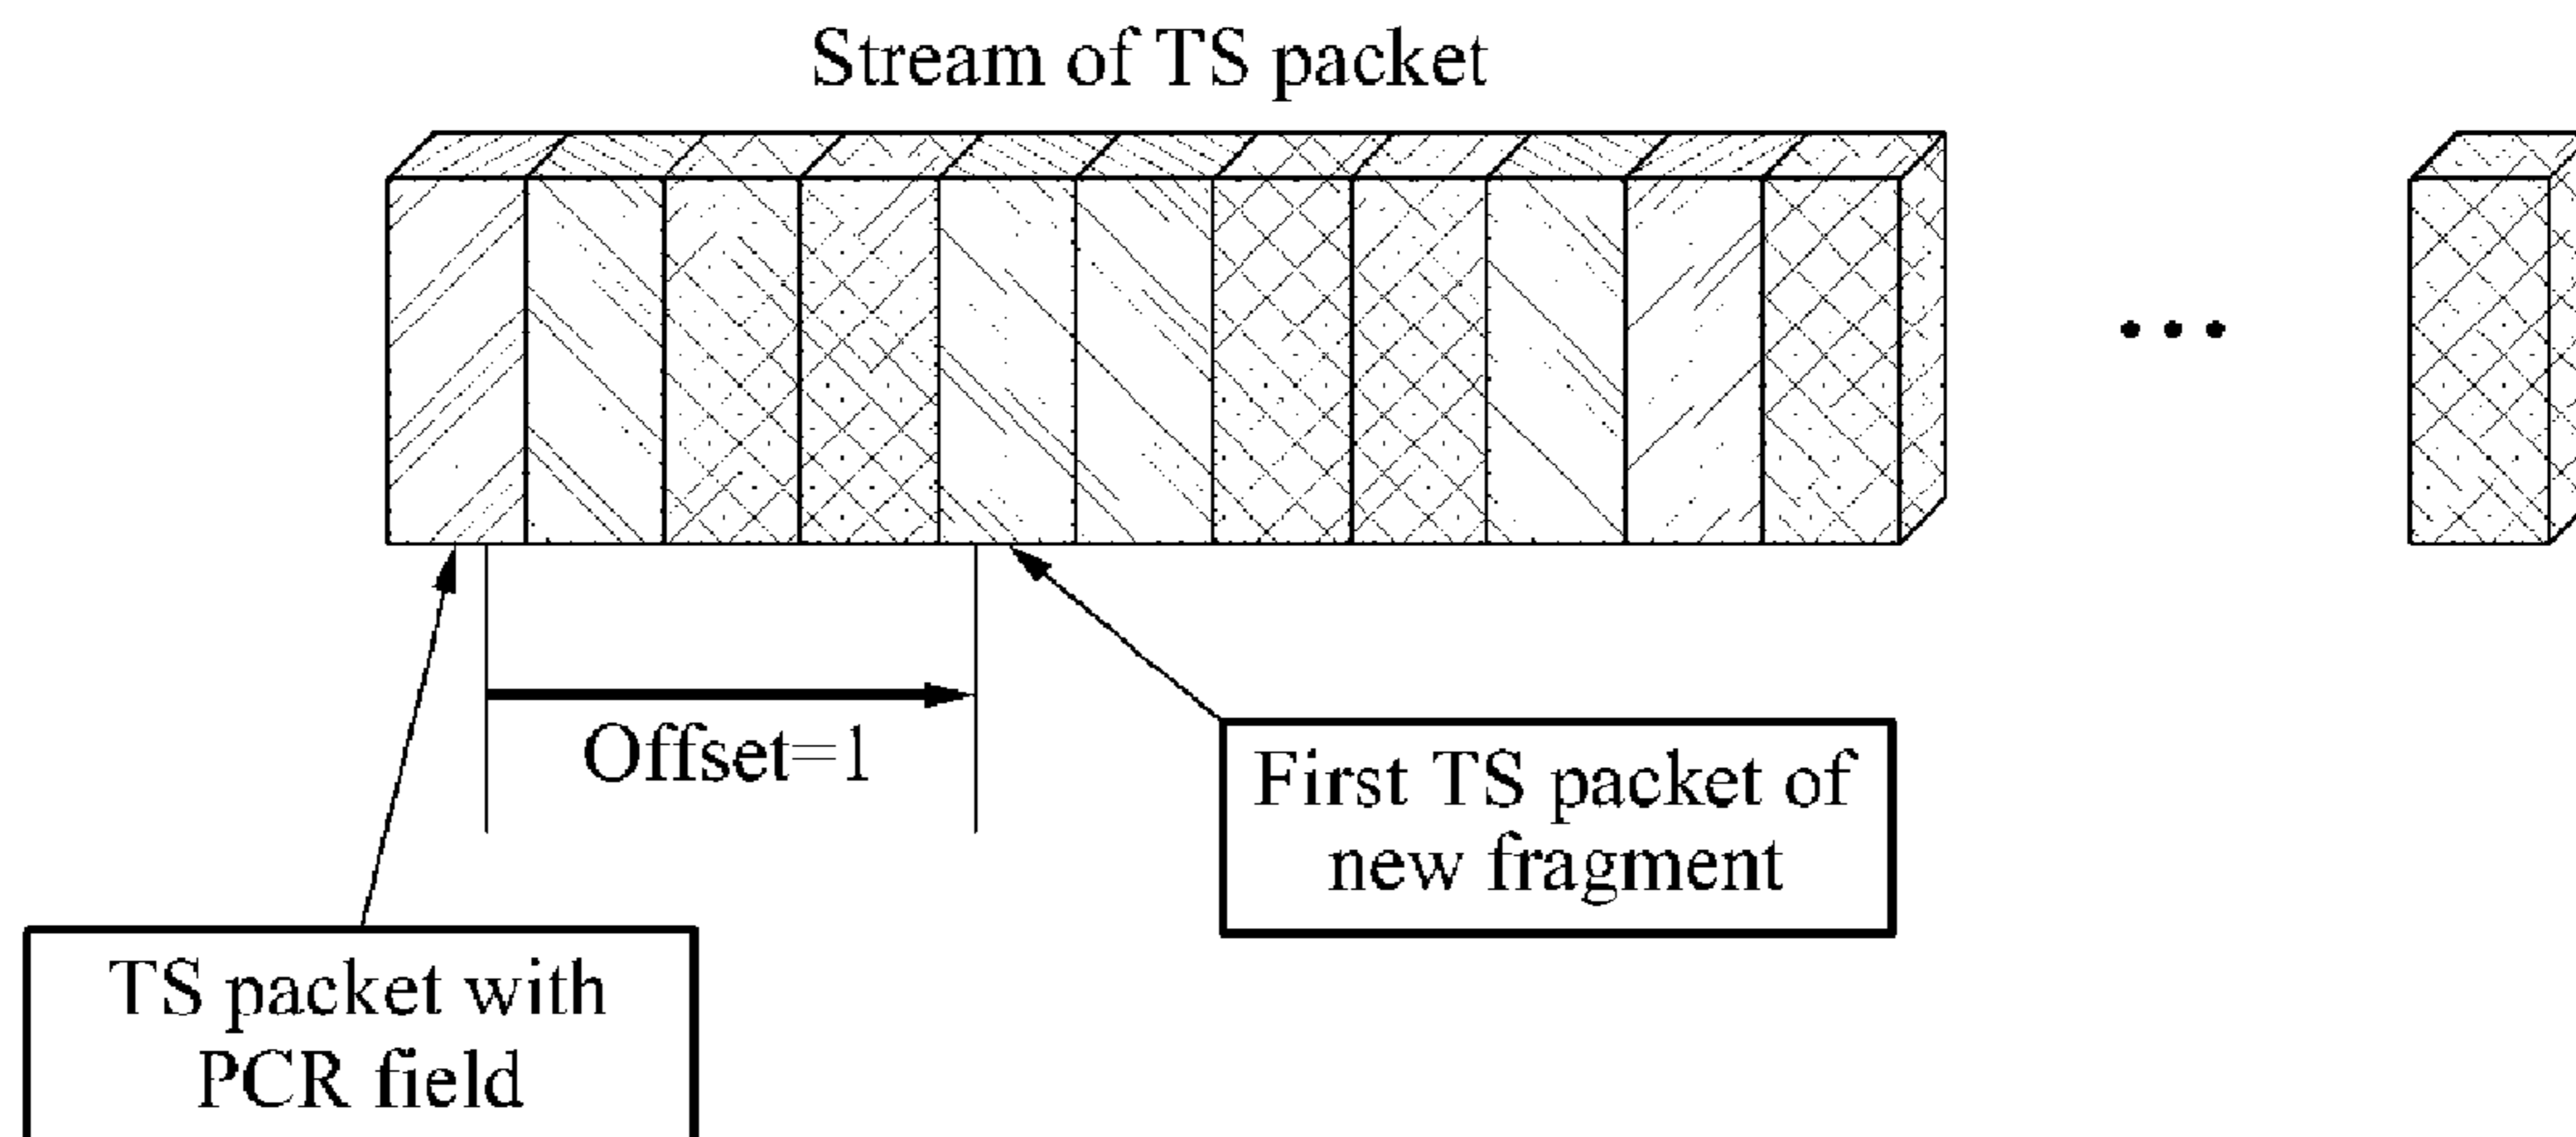 Stream of TS packet
Offset=1
First TS packet of
new fragment
TS packet with
PCR field